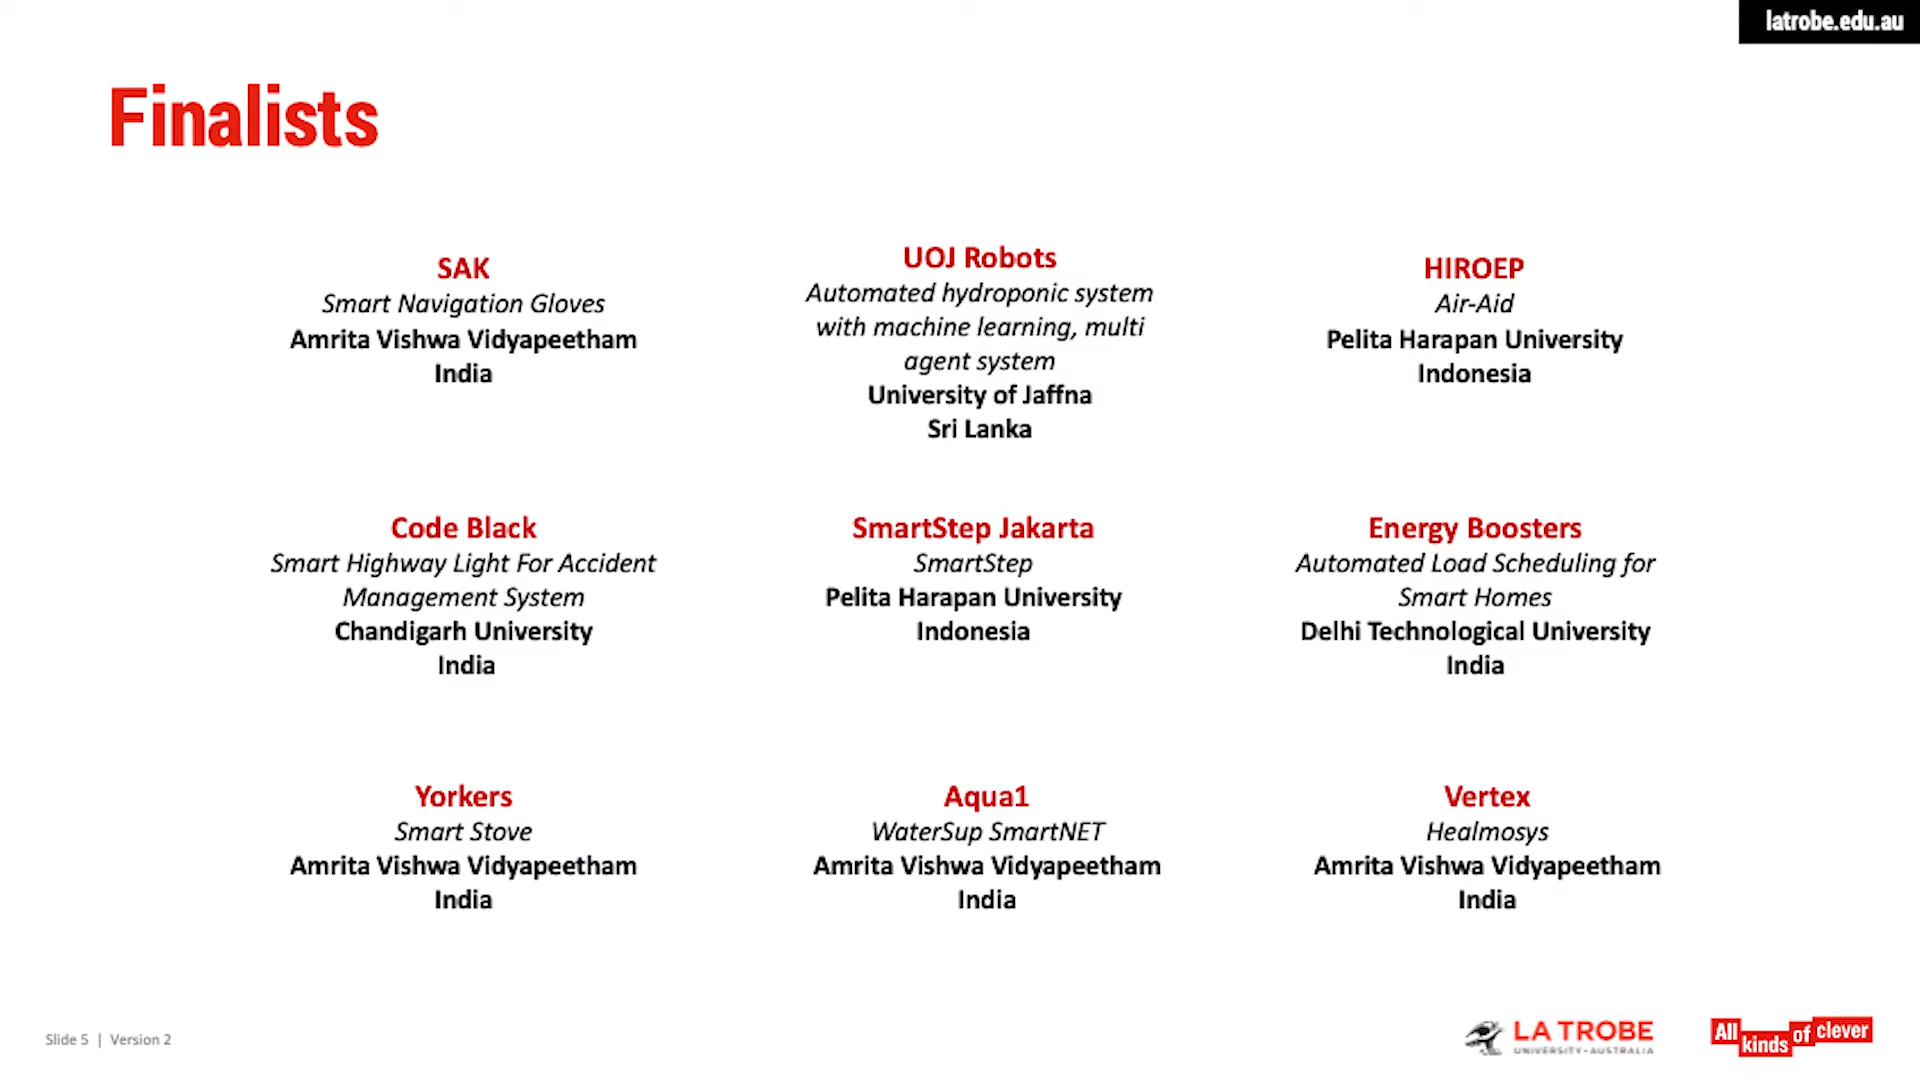 latrobe.edu.au
Finalists
SAK
Smart Navigation Gloves
Amrita Vishwa Vidyapeetham
India
UOJ Robots
Automated hydroponic system
with machine learning, multi
agent system
University of Jaffna
Sri Lanka
HIROEP
Air-Aid
Pelita Harapan University
Indonesia
Code Black
Smart Highway Light For Accident
Management System
Chandigarh University
India
SmartStep Jakarta
SmartStep
Pelita Harapan University
Indonesia
Energy Boosters
Automated Load Scheduling for
Smart Homes
Delhi Technological University
India
Yorkers
Smart Stove
Amrita Vishwa Vidyapeetham
India
Aqua1
WaterSup SmartNET
Amrita Vishwa Vidyapeetham
India
Vertex
Healmosys
Amrita Vishwa Vidyapeetham
India
Slide 5 | Version 2
LA TROBE
UNIVERSITY-AUSTRALIA
All kinds of clever